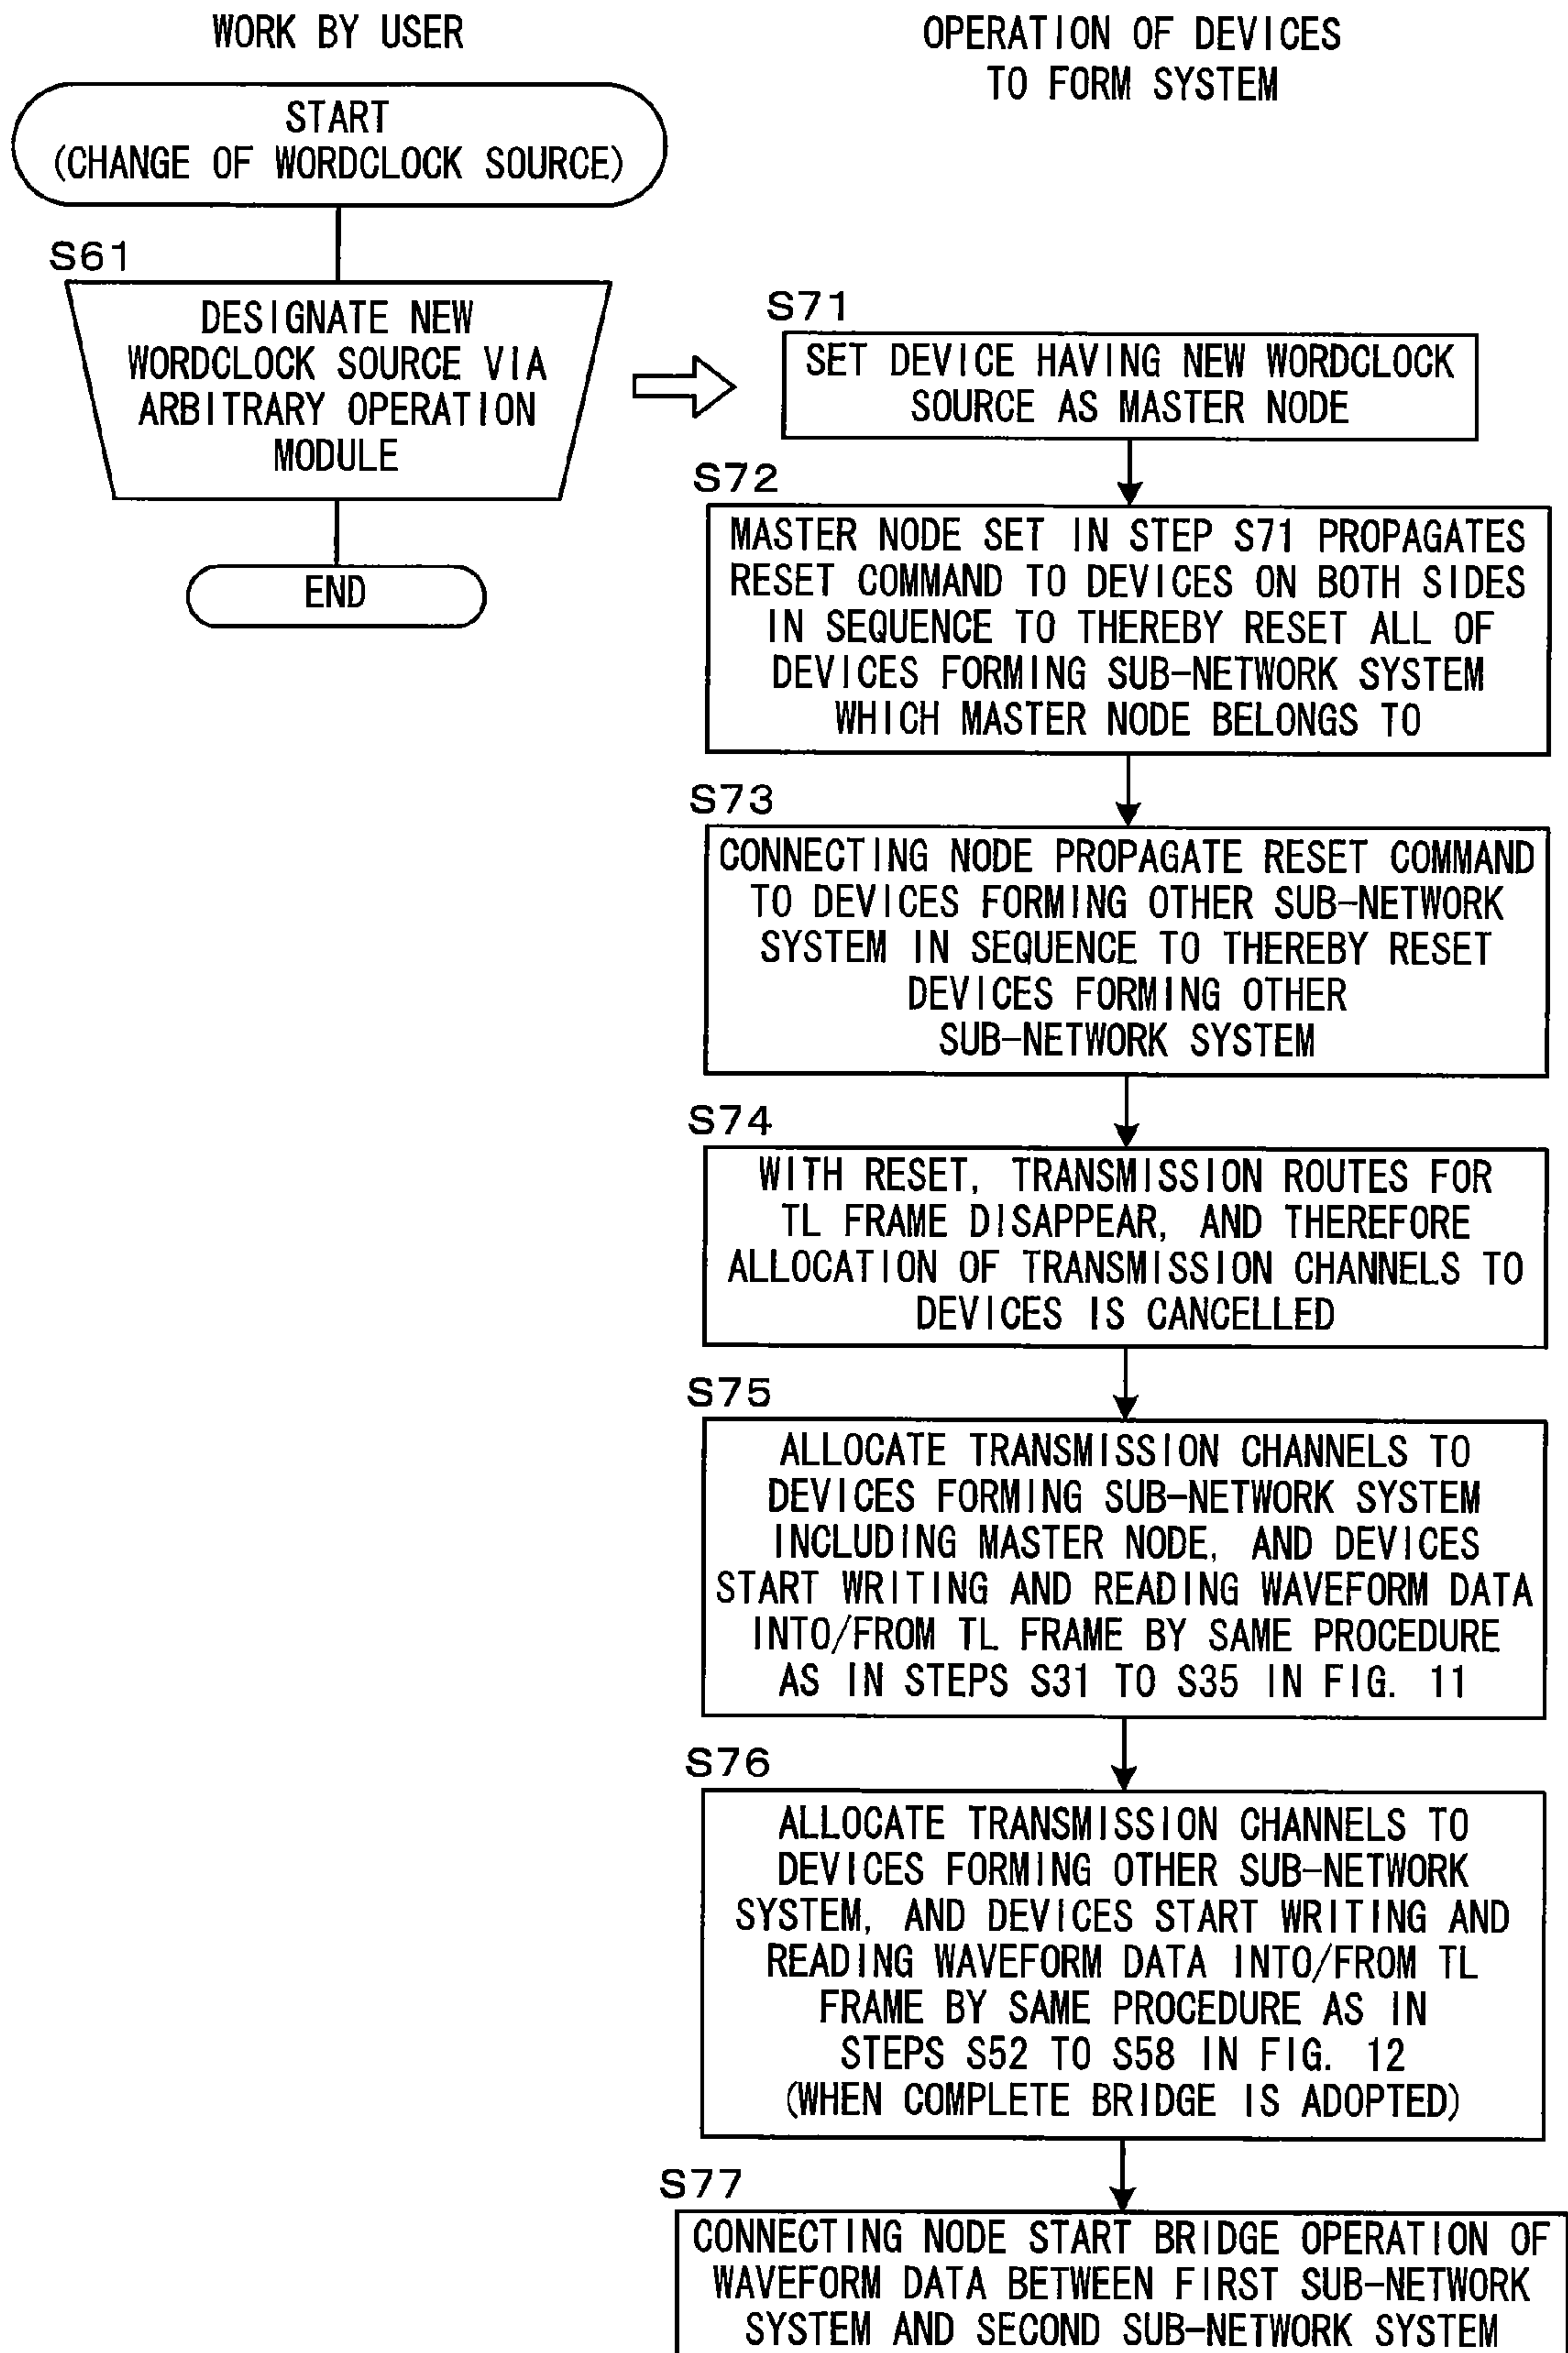 WORK BY USER
OPERATION OF DEVICES
TO FORM SYSTEM
START
(CHANGE OF WORDCLOCK SOURCE)
S61
DESIGNATE NEW
WORDCLOCK SOURCE VIA
ARBITRARY OPERATION
MODULE
END
S71
SET DEVICE HAVING NEW WORDCLOCK
SOURCE AS MASTER NODE
S72
MASTER NODE SET IN STEP S71 PROPAGATES
RESET COMMAND TO DEVICES ON BOTH SIDES
IN SEQUENCE TO THEREBY RESET ALL OF
DEVICES FORMING SUB-NETWORK SYSTEM
WHICH MASTER NODE BELONGS TO
S73
CONNECTING NODE PROPAGATE RESET COMMAND
TO DEVICES FORMING OTHER SUB-NETWORK
SYSTEM IN SEQUENCE TO THEREBY RESET
DEVICES FORMING OTHER
SUB-NETWORK SYSTEM
S74
WITH RESET, TRANSMISSION ROUTES FOR
TL FRAME DISAPPEAR, AND THEREFORE
ALLOCATION OF TRANSMISSION CHANNELS TO
DEVICES IS CANCELLED
S75
ALLOCATE TRANSMISSION CHANNELS TO
DEVICES FORMING SUB-NETWORK SYSTEM
INCLUDING MASTER NODE, AND DEVICES
START WRITING AND READING WAVEFORM DATA
INTO/FROM TL FRAME BY SAME PROCEDURE
AS IN STEPS S31 TO S35 IN FIG. 11
S76
ALLOCATE TRANSMISSION CHANNELS TO
DEVICES FORMING OTHER SUB-NETWORK
SYSTEM, AND DEVICES START WRITING AND
READING WAVEFORM DATA INTO/FROM TL
FRAME BY SAME PROCEDURE AS IN
STEPS S52 TO S58 IN FIG. 12
(WHEN COMPLETE BRIDGE IS ADOPTED)
S77
CONNECTING NODE START BRIDGE OPERATION OF
WAVEFORM DATA BETWEEN FIRST SUB-NETWORK
SYSTEM AND SECOND SUB-NETWORK SYSTEM